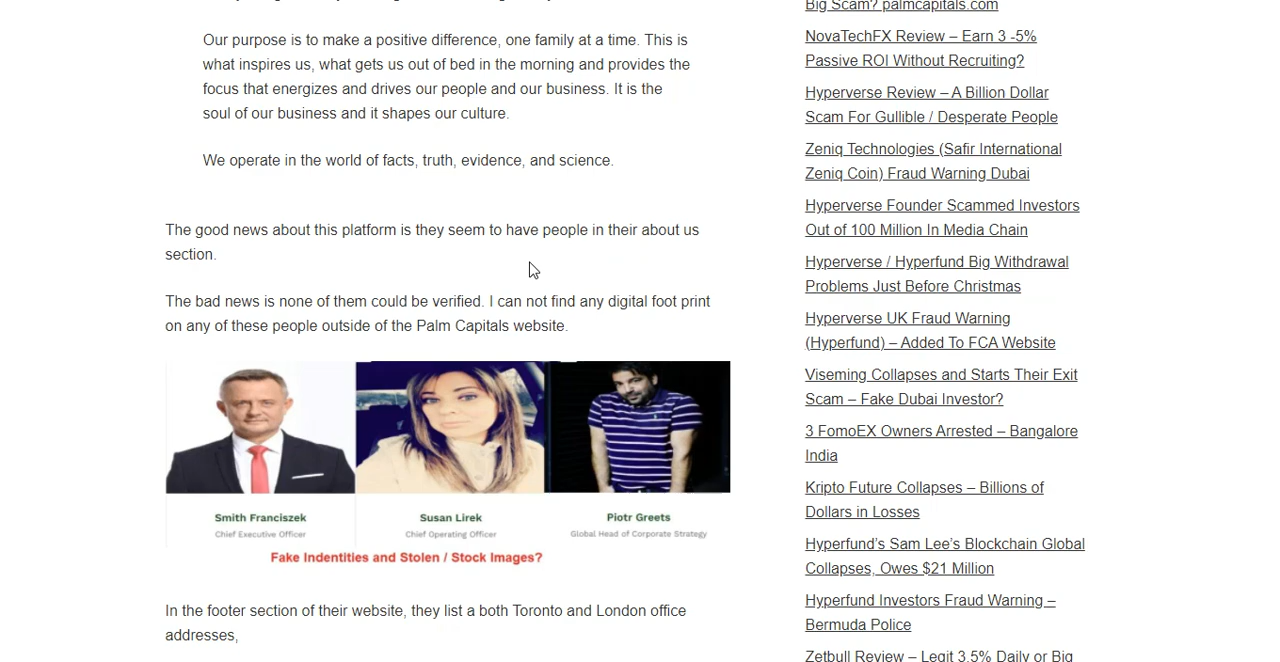 Our purpose is to make a positive difference, one family at a time. This is
what inspires us, what gets us out of bed in the morning and provides the
focus that energizes and drives our people and our business. It is the
soul of our business and it shapes our culture.
We operate in the world of facts, truth, evidence, and science.
The good news about this platform is they seem to have people in their about us
section.
The bad news is none of them could be verified. I can not find any digital foot print
on any of these people outside of the Palm Capitals website.
Smith Franciszek
Chief Executive Officer
Susan Lirek
Chief Operating Officer
Piotr Greets
Global Head of Corporate Strategy
Fake Indentities and Stolen / Stock Images?
In the footer section of their website, they list a both Toronto and London office
addresses,
Big Scam? palmcapitals.com
NovaTechFX Review – Earn 3 -5%
Passive ROI Without Recruiting?
Hyperverse Review – A Billion Dollar
Scam For Gullible / Desperate People
Zeniq Technologies (Safir International
Zeniq Coin) Fraud Warning Dubai
Hyperverse Founder Scammed Investors
Out of 100 Million In Media Chain
Hyperverse / Hyperfund Big Withdrawal
Problems Just Before Christmas
Hyperverse UK Fraud Warning
(Hyperfund) – Added To FCA Website
Viseming Collapses and Starts Their Exit
Scam – Fake Dubai Investor?
3 FomoEX Owners Arrested – Bangalore
India
Kripto Future Collapses – Billions of
Dollars in Losses
Hyperfund's Sam Lee's Blockchain Global
Collapses, Owes $21 Million
Hyperfund Investors Fraud Warning –
Bermuda Police
Zetbull Review – Legit 3.5% Daily or Big